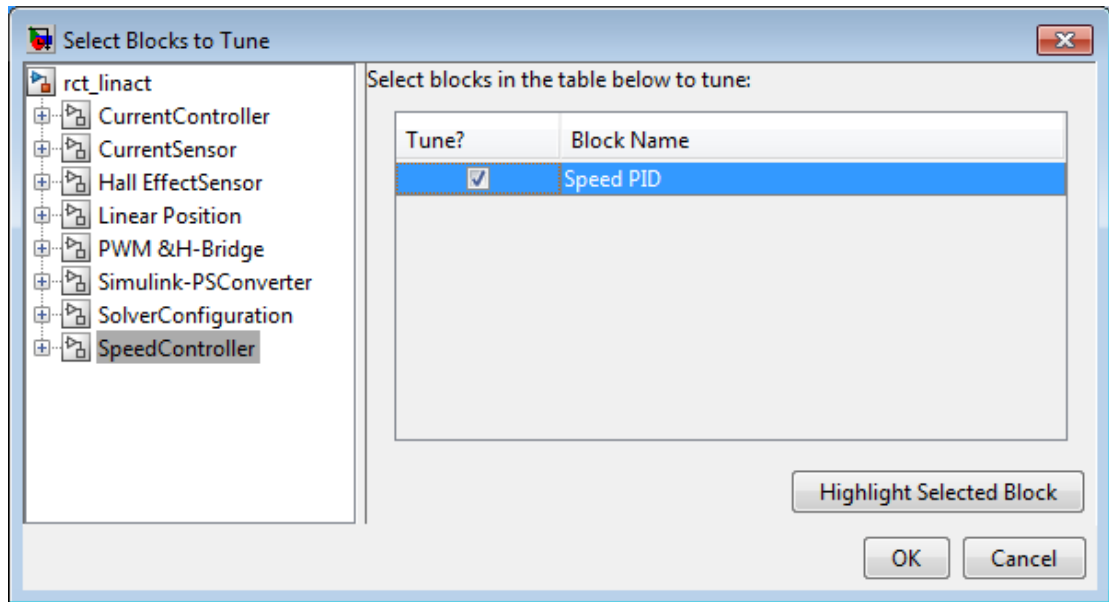 Select Blocks to Tune
rct_linact
CurrentController
CurrentSensor
Hall EffectSensor
Linear Position
PWM &H-Bridge
Simulink-PSConverter
SolverConfiguration
SpeedController
Select blocks in the table below to tune:
Tune? Block Name
Speed PID
Highlight Selected Block
OK Cancel